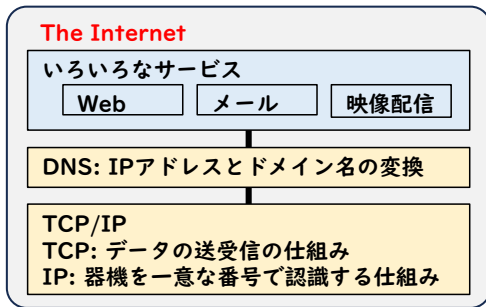 The Internet
いろいろなサービス
Web メール 映像配信
DNS: IPアドレスとドメイン名の変換
TCP/IP
TCP: データの送受信の仕組み
IP: 器機を一意な番号で認識する仕組み